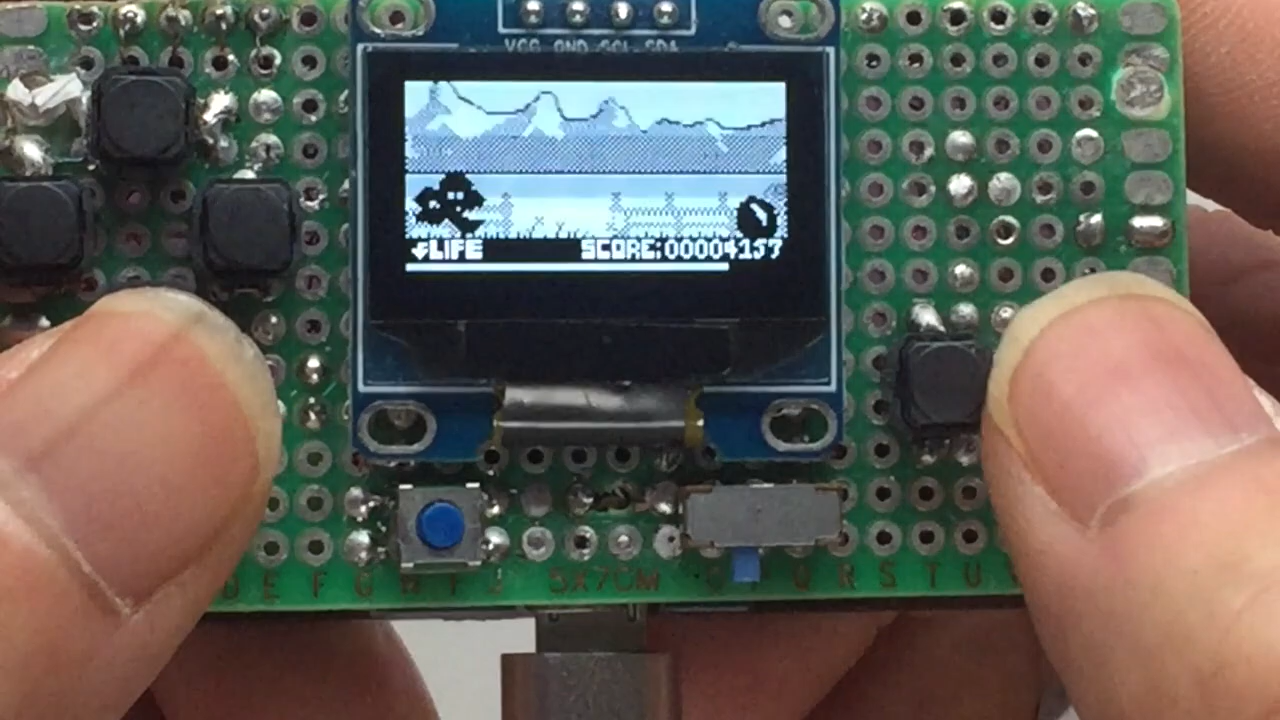 VCC GND SCL SDA
LIFE SCORE:00004157
D E F G H I J 5X7CM Q R S T U